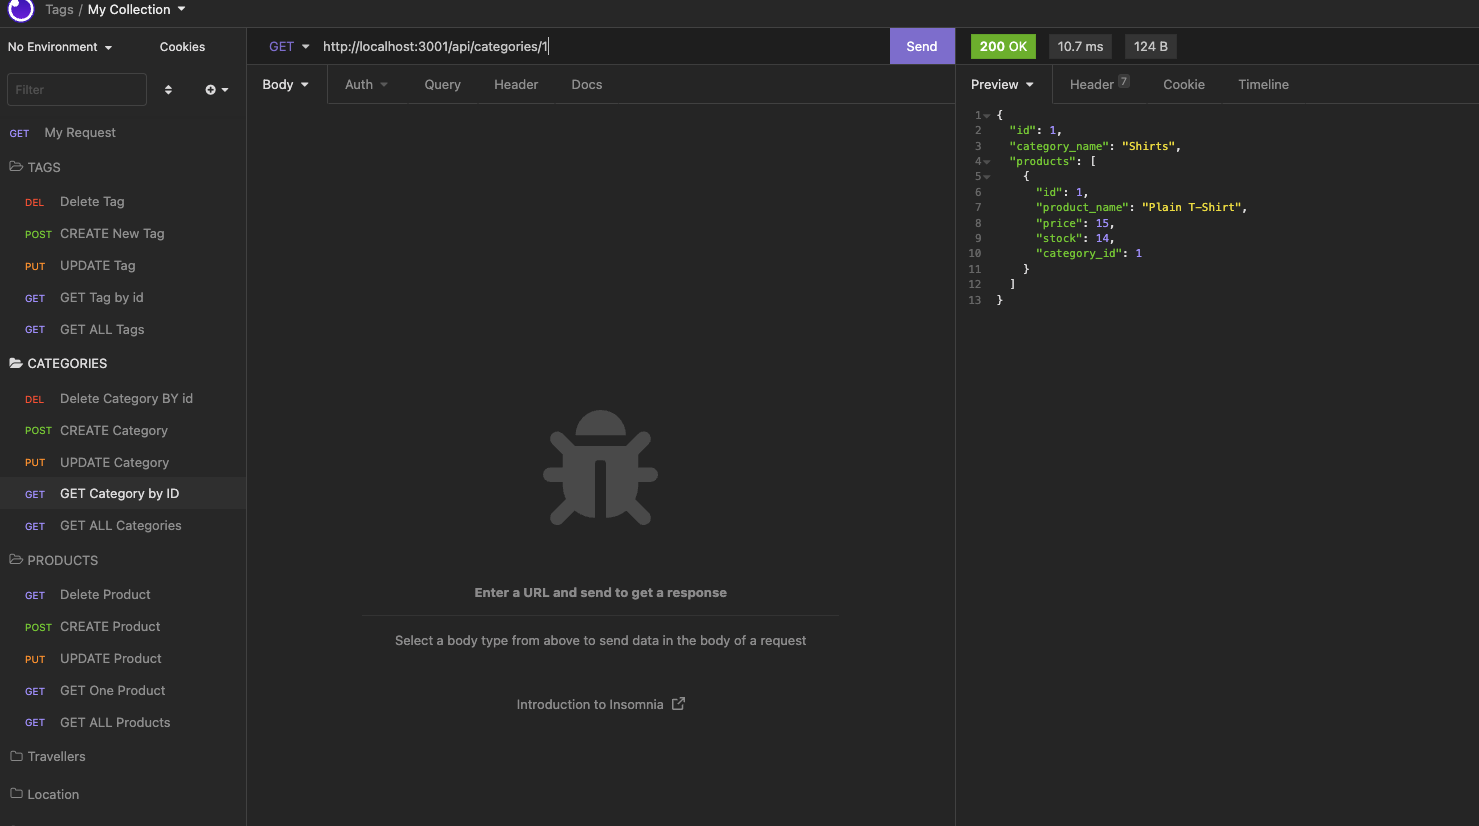 Tags / My Collection
No Environment
Cookies
Filter
GET My Request
TAGS
DEL Delete Tag
POST CREATE New Tag
PUT UPDATE Tag
GET GET Tag by id
GET GET ALL Tags
CATEGORIES
DEL Delete Category BY id
POST CREATE Category
PUT UPDATE Category
GET GET Category by ID
GET GET ALL Categories
PRODUCTS
GET Delete Product
POST CREATE Product
PUT UPDATE Product
GET GET One Product
GET GET ALL Products
Travellers
Location
GET http://localhost:3001/api/categories/1 Send
Body Auth Query Header Docs
Enter a URL and send to get a response
Select a body type from above to send data in the body of a request
Introduction to Insomnia
200 OK 10.7 ms 124 B
Preview Header 7 Cookie Timeline
1 {
2 "id": 1,
3 "category_name": "Shirts",
4 "products": [
5 {
6 "id": 1,
7 "product_name": "Plain T-Shirt",
8 "price": 15,
9 "stock": 14,
10 "category_id": 1
11 }
12 ]
13 }